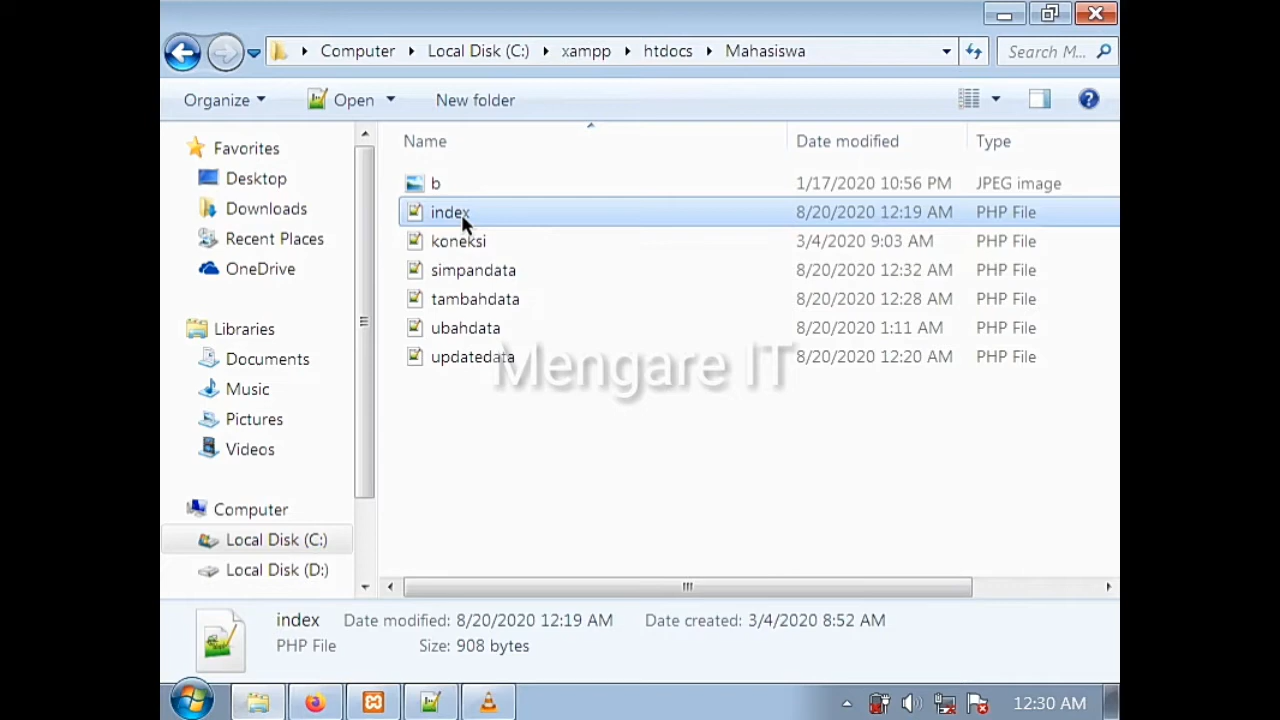 Computer Local Disk (C:) xampp htdocs Mahasiswa Search M...
Organize Open New folder
Name Date modified Type
Favorites
Desktop
Downloads
Recent Places
OneDrive
Libraries
Documents
Music
Pictures
Videos
Computer
Local Disk (C:)
Local Disk (D:)
b 1/17/2020 10:56 PM JPEG image
index 8/20/2020 12:19 AM PHP File
koneksi 3/4/2020 9:03 AM PHP File
simpandata 8/20/2020 12:32 AM PHP File
tambahdata 8/20/2020 12:28 AM PHP File
ubahdata 8/20/2020 1:11 AM PHP File
updatedata 8/20/2020 12:20 AM PHP File
Mengare IT
index Date modified: 8/20/2020 12:19 AM Date created: 3/4/2020 8:52 AM
PHP File Size: 908 bytes
12:30 AM